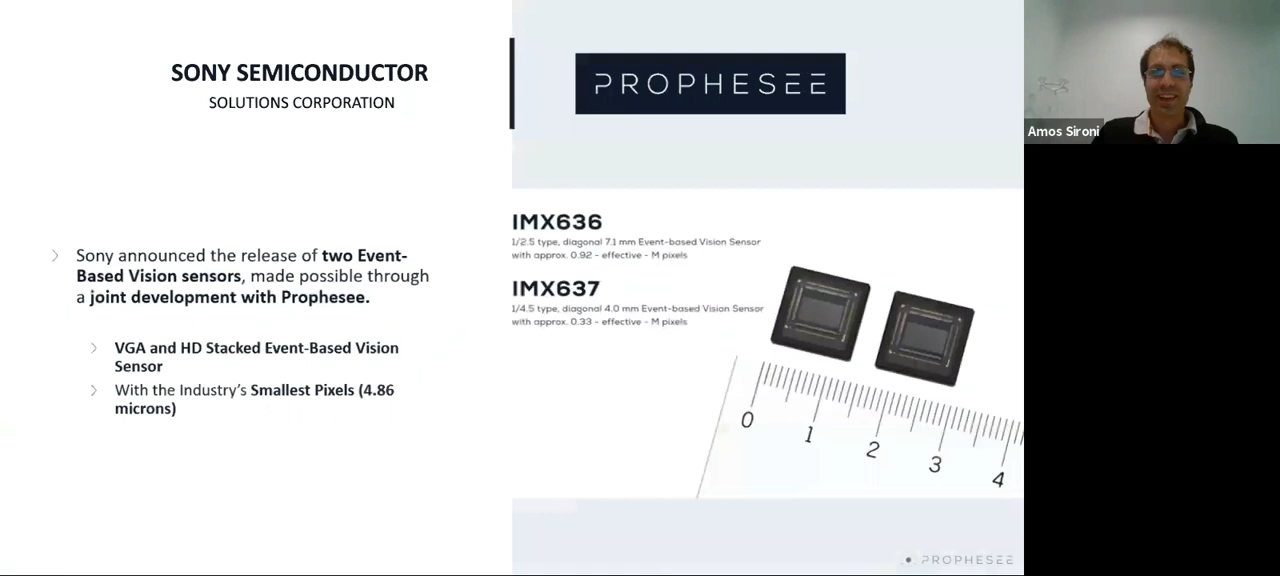 SONY SEMICONDUCTOR
SOLUTIONS CORPORATION
Sony announced the release of two Event-
Based Vision sensors, made possible through
a joint development with Prophesee.
VGA and HD Stacked Event-Based Vision
Sensor
With the Industry's Smallest Pixels (4.86
microns)
PROPHESEE
IMX636
1/2.5 type, diagonal 7.1 mm Event-based Vision Sensor
with approx. 0.92 - effective - M pixels
IMX637
1/4.5 type, diagonal 4.0 mm Event-based Vision Sensor
with approx. 0.33 - effective - M pixels
0 1 2 3 4
PROPHESEE
Amos Sironi